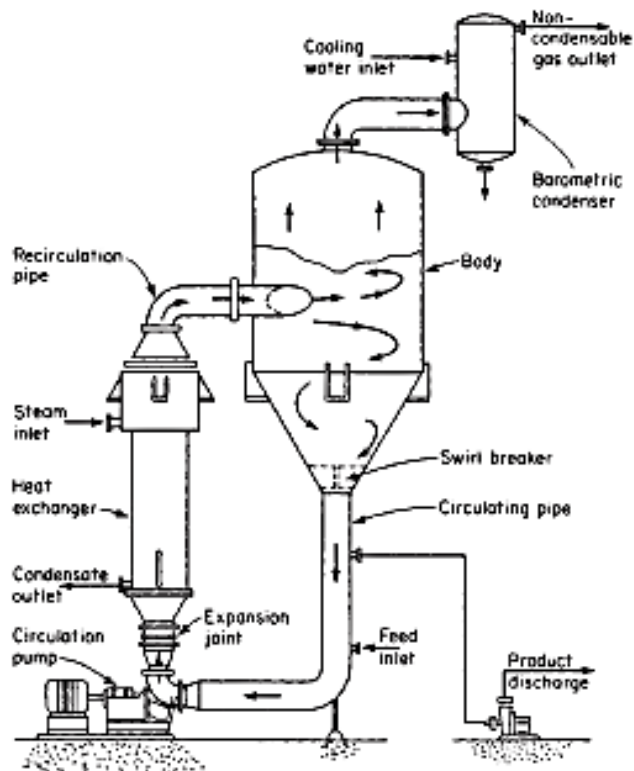 Non-
condensable
gas outlet
Cooling
water inlet
Barometric
condenser
Recirculation
pipe
Body
Steam
inlet
Swirl breaker
Heat
exchanger
Circulating pipe
Condensate
outlet
Expansion
joint
Feed
inlet
Circulation
pump
Product
discharge